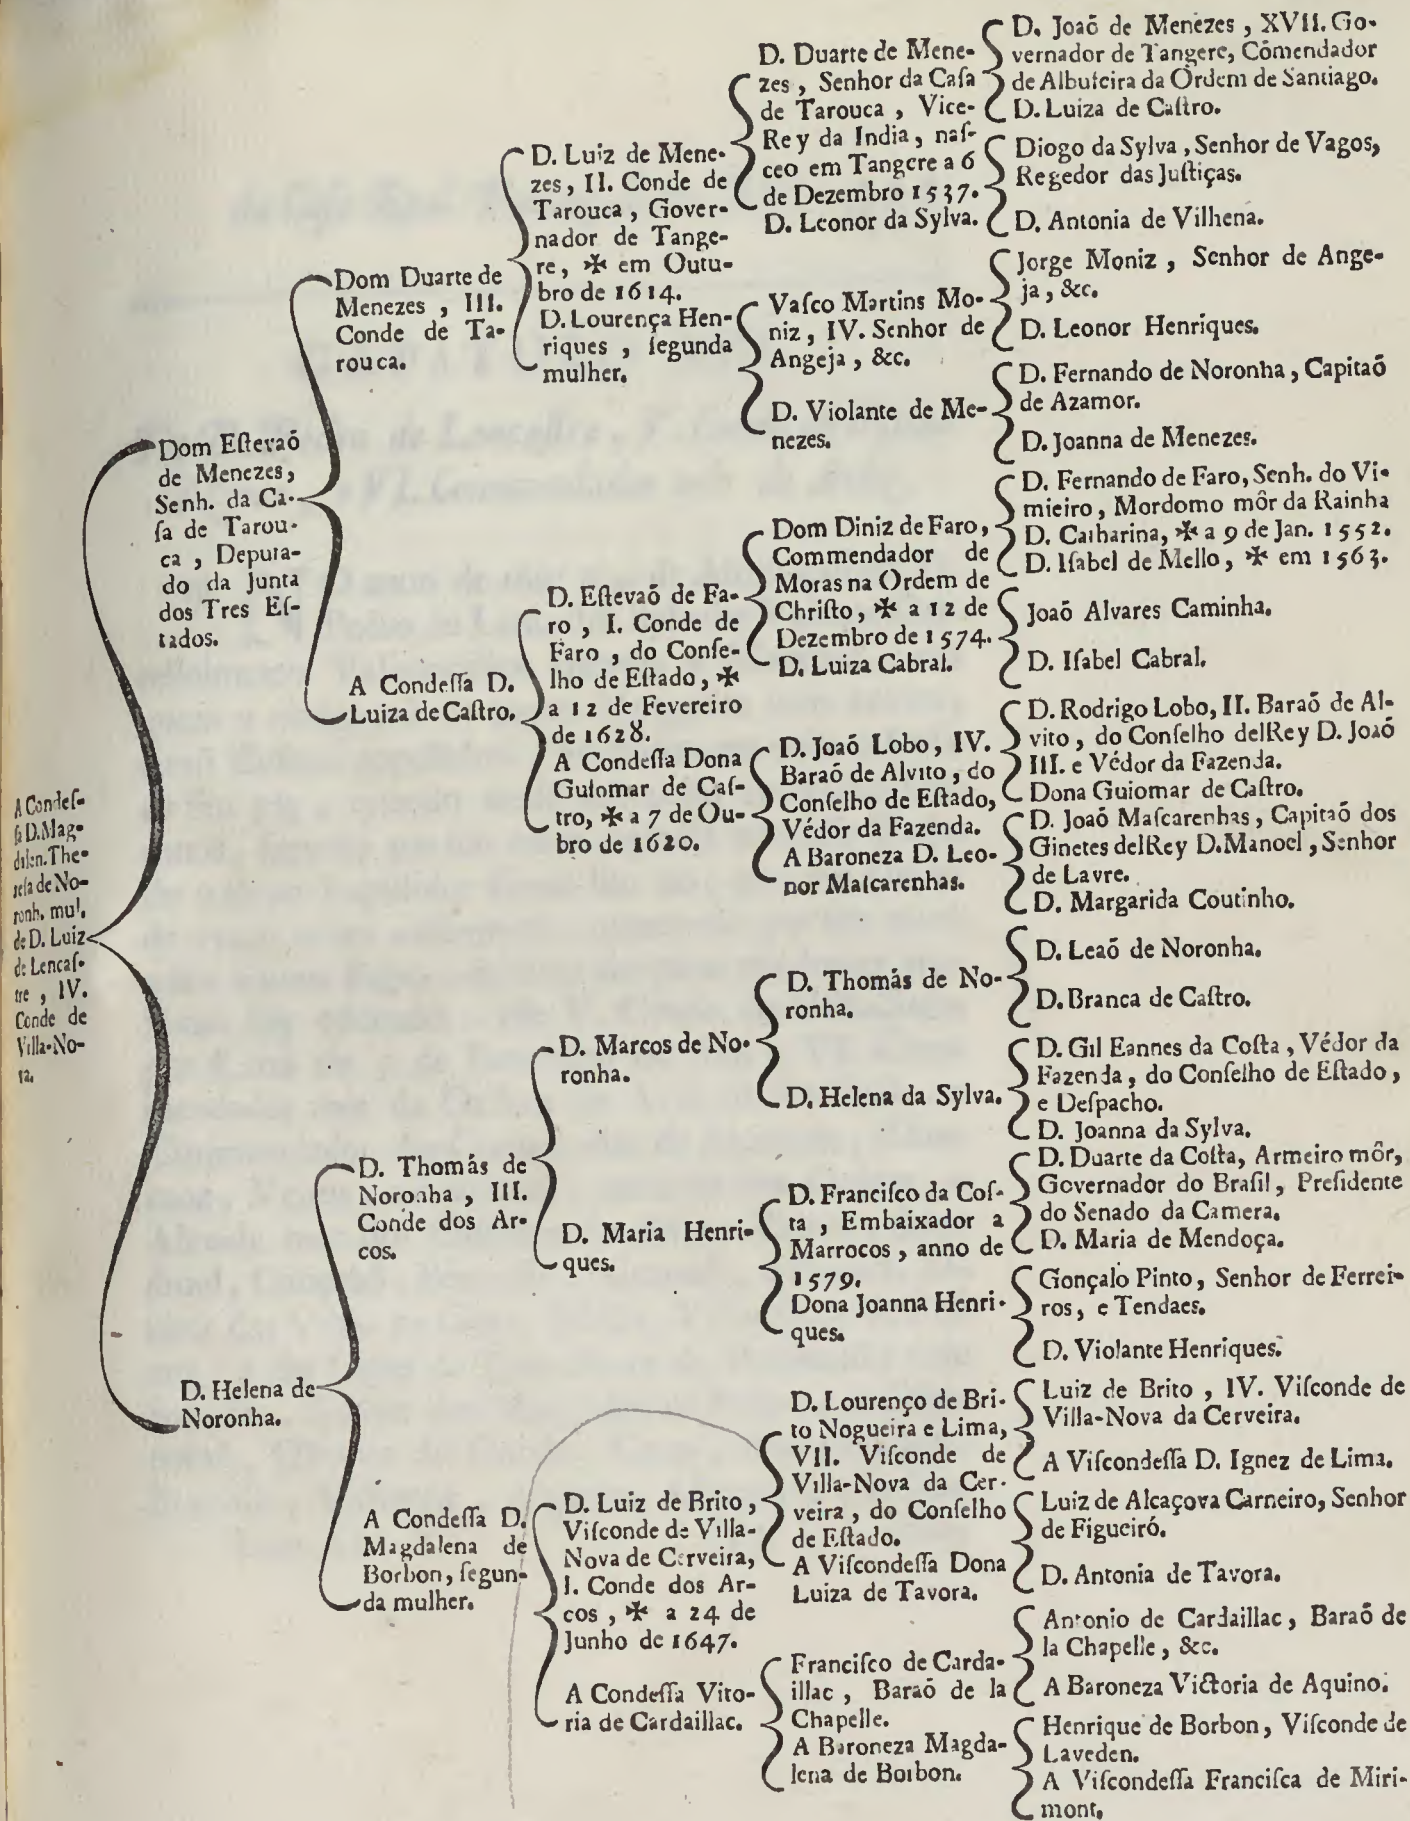 A Condes-
sa D. Mag-
dalen. The-
resa de No-
ronh. mul.
de D. Luiz
de Lencas-
tre, IV.
Conde de
Villa-No-
va.
Dom Eſtevaõ
de Menezes,
Senh. da Ca-
ſa de Tarou-
ca, Deputa-
do da Junta
dos Tres Eſ-
tados.
D. Helena de
Noronha.
Dom Duarte de
Menezes, III.
Conde de Ta-
rouca.
A Condeſſa D.
Luiza de Caſtro.
D. Thomás de
Noronha, III.
Conde dos Ar-
cos.
A Condeſſa D.
Magdalena de
Borbon, ſegun-
da mulher.
D. Luiz de Mene-
zes, II. Conde de
Tarouca, Gover-
nador de Tange-
re, ✠ em Outu-
bro de 1614.
D. Lourença Hen-
riques, ſegunda
mulher.
D. Eſtevaõ de Fa-
ro, I. Conde de
Faro, do Conſe-
lho de Eſtado, ✠
a 12 de Fevereiro
de 1628.
A Condeſſa Dona
Guiomar de Caſ-
tro, ✠ a 7 de Ou-
bro de 1620.
D. Marcos de No-
ronha.
D. Maria Henri-
ques.
D. Luiz de Brito,
Viſconde de Villa-
Nova de Cerveira,
I. Conde dos Ar-
cos, ✠ a 24 de
Junho de 1647.
A Condeſſa Vito-
ria de Cardaillac.
D. Duarte de Mene-
zes, Senhor da Caſa
de Tarouca, Vice-
Rey da India, naſ-
ceo em Tangere a 6
de Dezembro 1537.
D. Leonor da Sylva.
Vaſco Martins Mo-
niz, IV. Senhor de
Angeja, &c.
D. Violante de Me-
nezes.
Dom Diniz de Faro,
Commendador de
Moras na Ordem de
Chriſto, ✠ a 12 de
Dezembro de 1574.
D. Luiza Cabral.
D. Joaõ Lobo, IV.
Baraõ de Alvito, do
Conſelho de Eſtado,
Védor da Fazenda.
A Baroneza D. Leo-
nor Maſcarenhas.
D. Thomás de No-
ronha.
D. Helena da Sylva.
D. Franciſco da Coſ-
ta, Embaixador a
Marrocos, anno de
1579.
Dona Joanna Henri-
ques.
D. Lourenço de Bri-
to Nogueira e Lima,
VII. Viſconde de
Villa-Nova da Cer-
veira, do Conſelho
de Eſtado.
A Viſcondeſſa Dona
Luiza de Tavora.
Franciſco de Carda-
illac, Baraõ de la
Chapelle.
A Baroneza Magda-
lena de Borbon.
D. Joaõ de Menezes, XVII. Go-
vernador de Tangere, Cõmendador
de Albufeira da Ordem de Santiago.
D. Luiza de Caſtro.
Diogo da Sylva, Senhor de Vagos,
Regedor das Juſtiças.
D. Antonia de Vilhena.
Jorge Moniz, Senhor de Ange-
ja, &c.
D. Leonor Henriques.
D. Fernando de Noronha, Capitaõ
de Azamor.
D. Joanna de Menezes.
D. Fernando de Faro, Senh. do Vi-
mieiro, Mordomo môr da Rainha
D. Catharina, ✠ a 9 de Jan. 1552.
D. Iſabel de Mello, ✠ em 1563.
Joaõ Alvares Caminha.
D. Iſabel Cabral.
D. Rodrigo Lobo, II. Baraõ de Al-
vito, do Conſelho delRey D. Joaõ
III. e Védor da Fazenda.
Dona Guiomar de Caſtro.
D. Joaõ Maſcarenhas, Capitaõ dos
Ginetes delRey D. Manoel, Senhor
de Lavre.
D. Margarida Coutinho.
D. Leaõ de Noronha.
D. Branca de Caſtro.
D. Gil Eannes da Coſta, Védor da
Fazenda, do Conſelho de Eſtado,
e Deſpacho.
D. Joanna da Sylva.
D. Duarte da Coſta, Armeiro môr,
Governador do Braſil, Preſidente
do Senado da Camera.
D. Maria de Mendoça.
Gonçalo Pinto, Senhor de Ferrei-
ros, e Tendaes.
D. Violante Henriques.
Luiz de Brito, IV. Viſconde de
Villa-Nova da Cerveira.
A Viſcondeſſa D. Ignez de Lima.
Luiz de Alcaçova Carneiro, Senhor
de Figueiró.
D. Antonia de Tavora.
Antonio de Cardaillac, Baraõ de
la Chapelle, &c.
A Baroneza Victoria de Aquino.
Henrique de Borbon, Viſconde de
Laveden.
A Viſcondeſſa Franciſca de Miri-
mont.